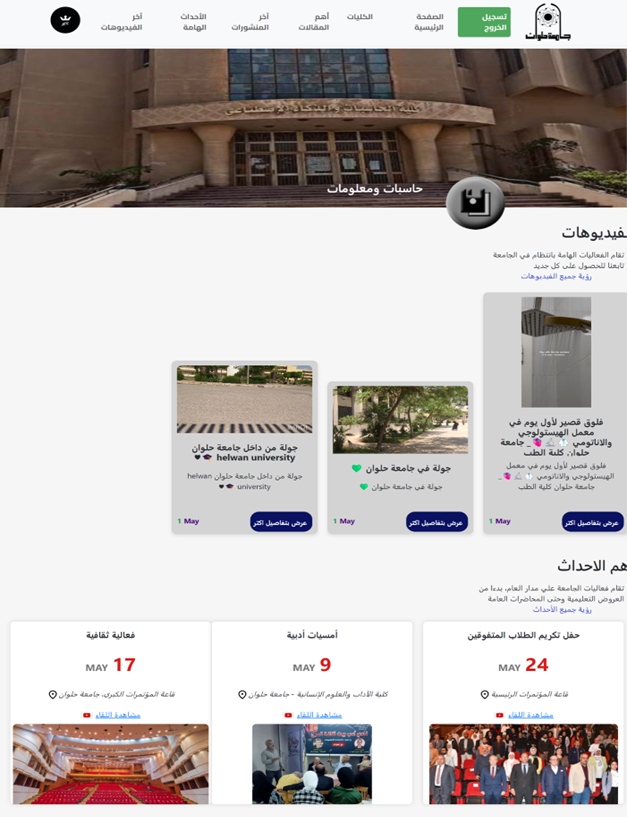 جامعة حلوان
تسجيل
الخروج
الصفحة
الرئيسية
الكليات
أهم
المقالات
آخر
المنشورات
الأحداث
الهامة
آخر
الفيديوهات
كلية الحاسبات والذكاء الاصطناعي
حاسبات ومعلومات
لفيديوهات
تقام الفعاليات الهامة بانتظام في الجامعة
تابعنا للحصول على كل جديد
رؤية جميع الفيديوهات
فلوق قصير لأول يوم في
معمل الهيستولوجي
والاناتومي 🦷🔬🫀_ جامعة
حلوان كلية الطب
فلوق قصير لأول يوم في معمل
الهيستولوجي والاناتومي 🦷🔬🫀_
جامعة حلوان كلية الطب
عرض بتفاصيل اكثر
1 May
جولة في جامعة حلوان 💚
جولة في جامعة حلوان 💚
عرض بتفاصيل اكثر
1 May
جولة من داخل جامعة حلوان
helwan university 🎓🖤
جولة من داخل جامعة حلوان helwan
university 🎓🖤
عرض بتفاصيل اكثر
1 May
هم الاحداث
تقام فعاليات الجامعة علي مدار العام، بدءا من
العروض التعليمية وحتى المحاضرات العامة
رؤية جميع الأحداث
حفل تكريم الطلاب المتفوقين
MAY 24
قاعة المؤتمرات الرئيسية
مشاهدة اللقاء
أمسيات أدبية
MAY 9
كلية الآداب والعلوم الإنسانية - جامعة حلوان
مشاهدة اللقاء
فعالية ثقافية
MAY 17
قاعة المؤتمرات الكبرى، جامعة حلوان
مشاهدة اللقاء